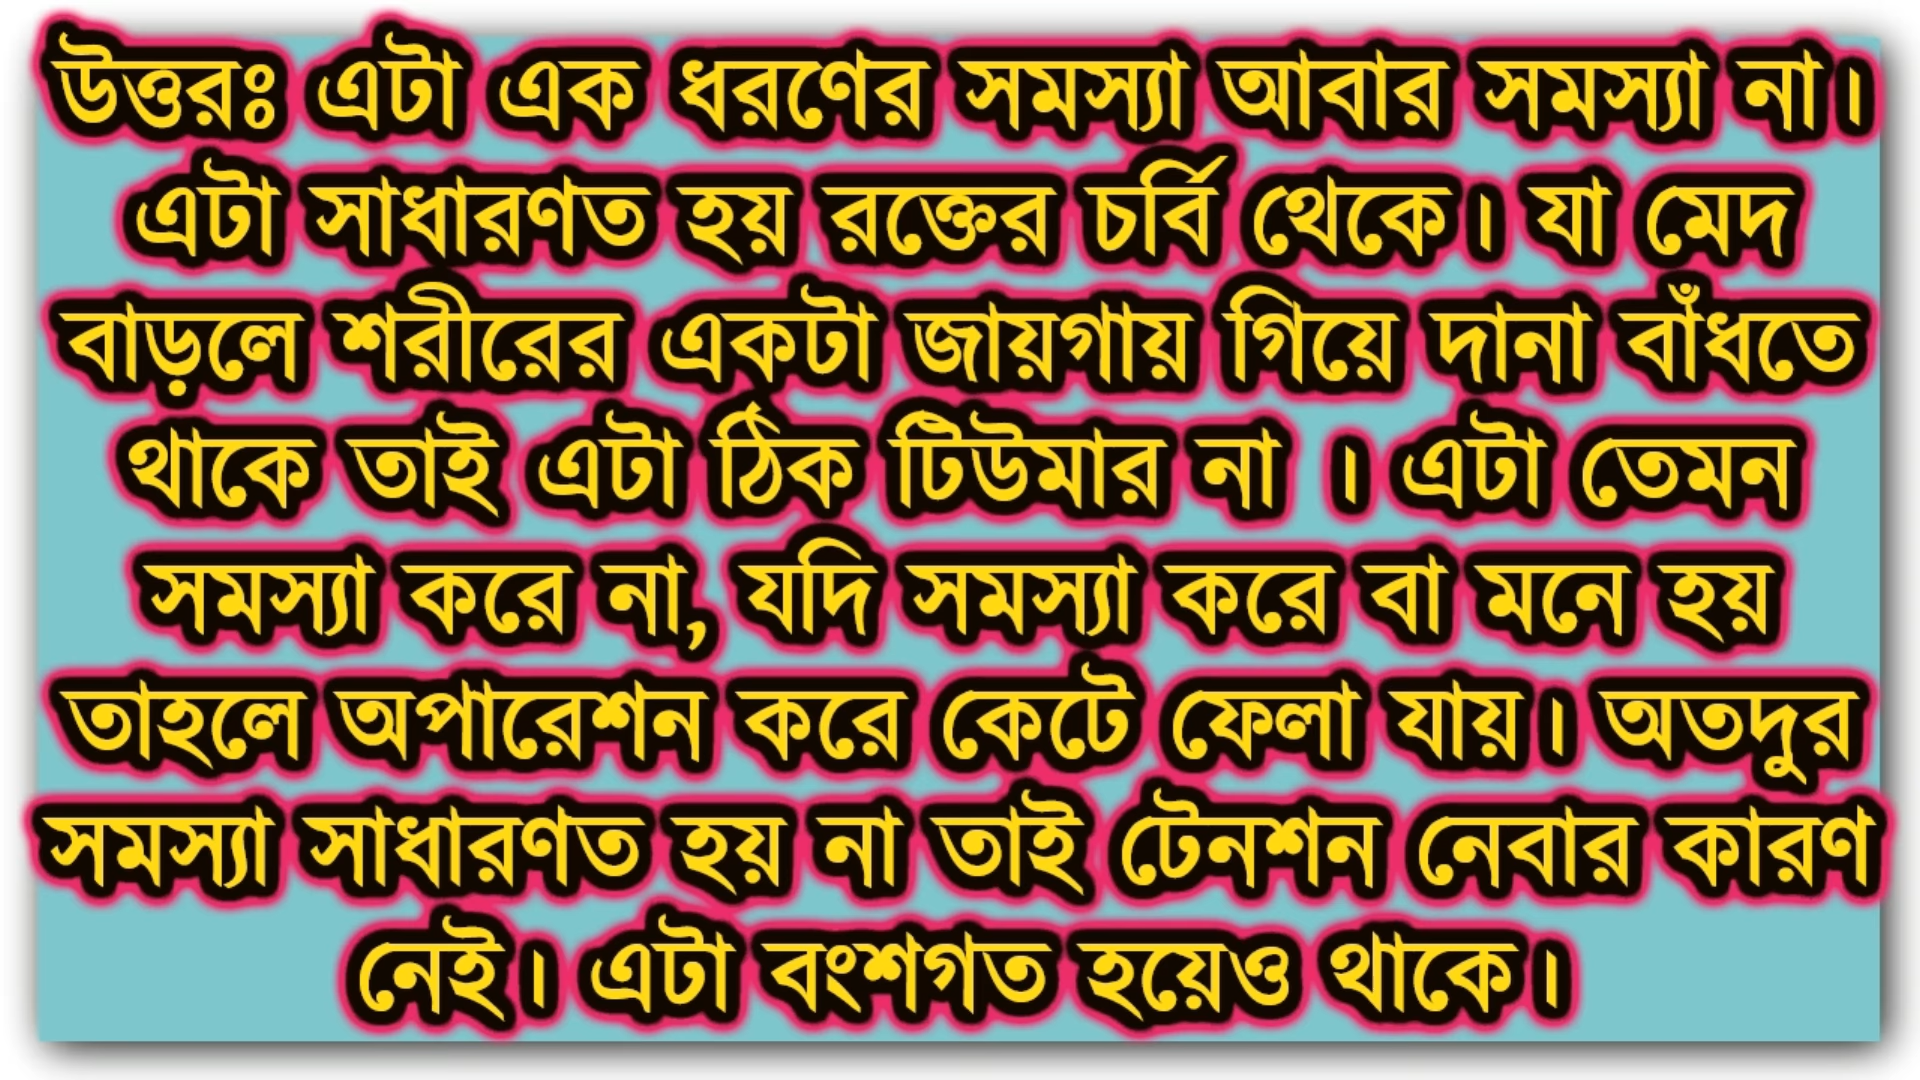 উত্তরঃ এটা এক ধরণের সমস্যা আবার সমস্যা না।
এটা সাধারণত হয় রক্তের চর্বি থেকে। যা মেদ
বাড়লে শরীরের একটা জায়গায় গিয়ে দানা বাঁধতে
থাকে তাই এটা ঠিক টিউমার না । এটা তেমন
সমস্যা করে না, যদি সমস্যা করে বা মনে হয়
তাহলে অপারেশন করে কেটে ফেলা যায়। অতদুর
সমস্যা সাধারণত হয় না তাই টেনশন নেবার কারণ
নেই। এটা বংশগত হয়েও থাকে।